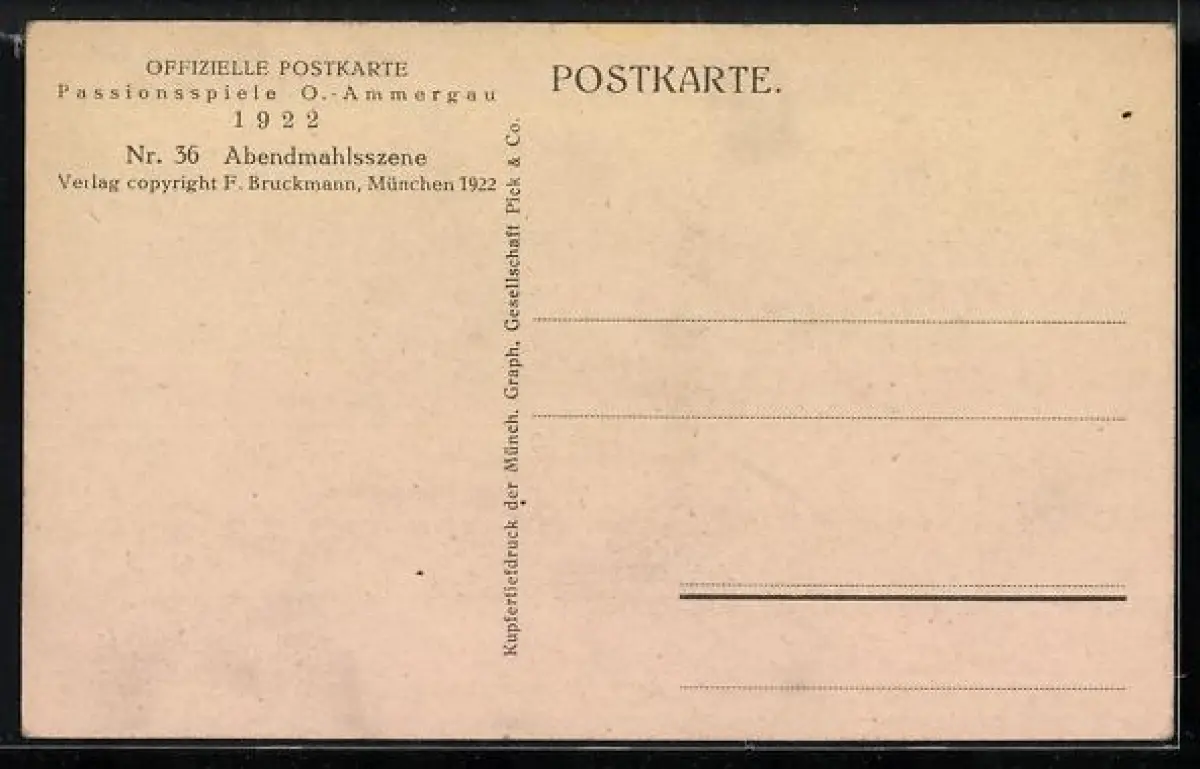 OFFIZIELLE POSTKARTE
Passionsspiele O.-Ammergau
1922
Nr. 36 Abendmahlsszene
Verlag copyright F. Bruckmann, München 1922
Kupfertiefdruck der Münch. Graph. Gesellschaft Pick & Co.
POSTKARTE.